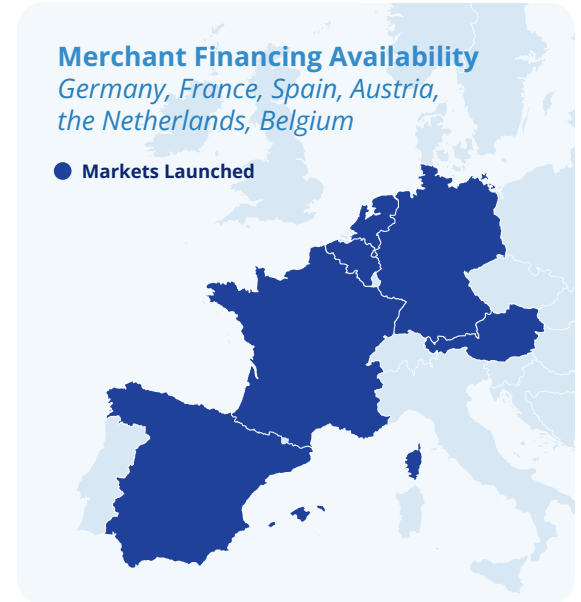 Merchant Financing Availability
Germany, France, Spain, Austria,
the Netherlands, Belgium
Markets Launched